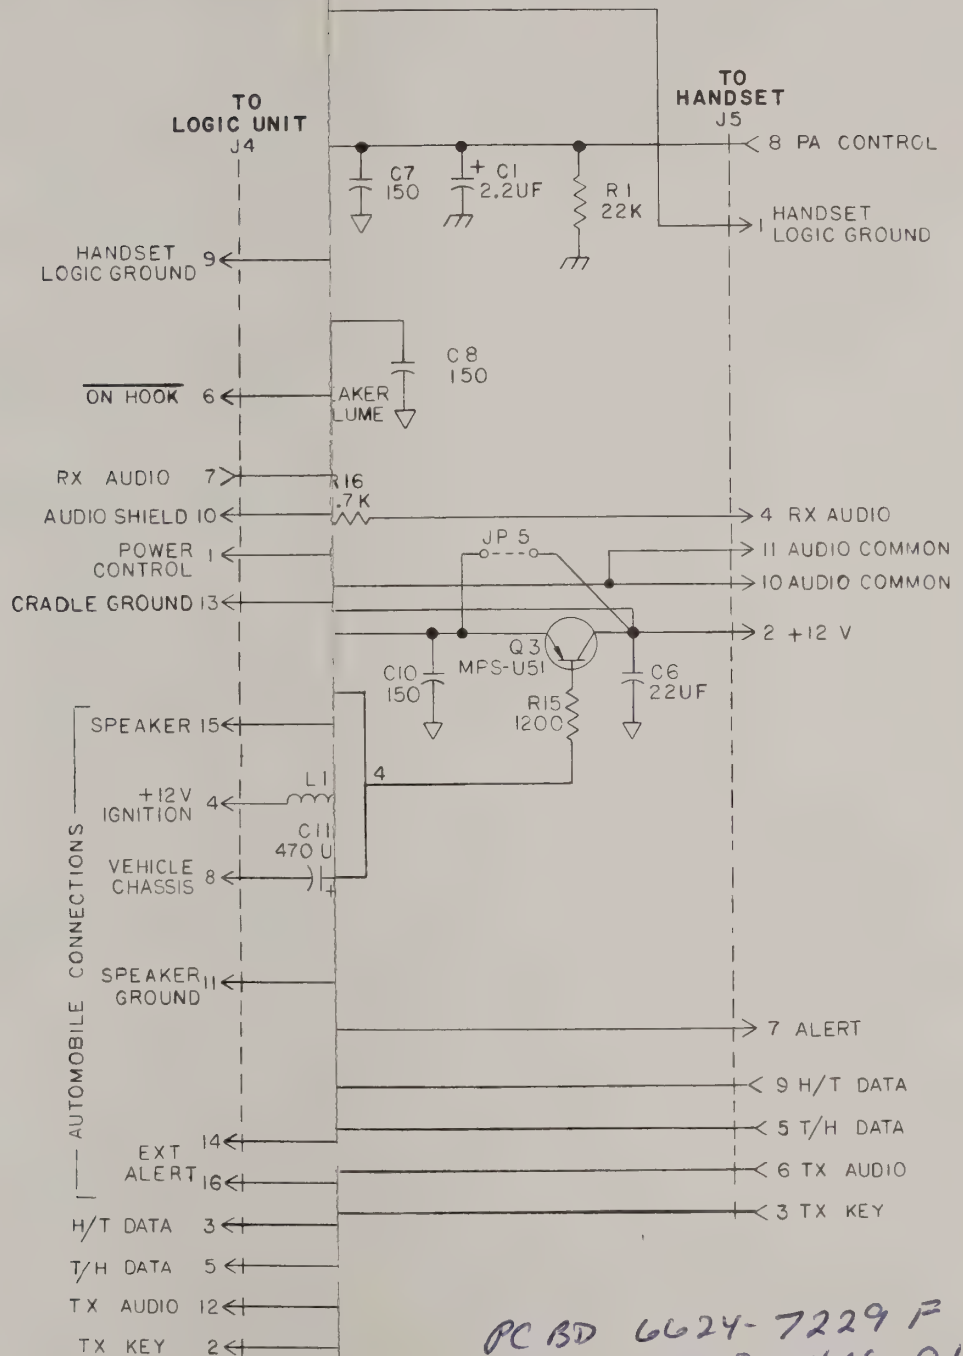 TO
LOGIC UNIT
J4
TO
HANDSET
J5
8 PA CONTROL
C7
150
+ C1
2.2UF
R1
22K
1 HANDSET
LOGIC GROUND
HANDSET
LOGIC GROUND 9
C8
150
ON HOOK 6
AKER
LUME
RX AUDIO 7
R16
.7K
AUDIO SHIELD 10
4 RX AUDIO
POWER
CONTROL 1
JP 5
11 AUDIO COMMON
10 AUDIO COMMON
CRADLE GROUND 13
2 +12 V
Q3
MPS-U51
C10
150
C6
22UF
R15
1200
SPEAKER 15
L1
4
+12V
IGNITION 4
C11
470 U
+
VEHICLE
CHASSIS 8
AUTOMOBILE CONNECTIONS
SPEAKER
GROUND 11
7 ALERT
9 H/T DATA
5 T/H DATA
14
EXT
ALERT
16
6 TX AUDIO
3 TX KEY
H/T DATA 3
T/H DATA 5
TX AUDIO 12
TX KEY 2
PC BD 6624-7229 F